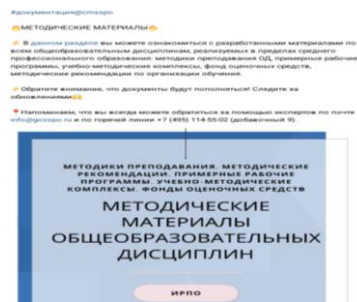 #документация@cmsspo
МЕТОДИЧЕСКИЕ МАТЕРИАЛЫ
В данном разделе вы можете ознакомиться с разработанными материалами по
всем общеобразовательным дисциплинам, реализуемых в пределах среднего
профессионального образования: методики преподавания ОД, примерные рабочие
программы, учебно-методические комплексы, фонд оценочных средств,
методические рекомендации по организации обучения.
Обратите внимание, что документы будут пополняться! Следите за
обновлениями
Напоминаем, что вы всегда можете обратиться за помощью экспертов по почте
и по горячей линии +7 (495) 114-55-02 (добавочный 9).
МЕТОДИКИ ПРЕПОДАВАНИЯ. МЕТОДИЧЕСКИЕ
РЕКОМЕНДАЦИИ. ПРИМЕРНЫЕ РАБОЧИЕ
ПРОГРАММЫ. УЧЕБНО-МЕТОДИЧЕСКИЕ
КОМПЛЕКСЫ. ФОНДЫ ОЦЕНОЧНЫХ СРЕДСТВ
МЕТОДИЧЕСКИЕ
МАТЕРИАЛЫ
ОБЩЕОБРАЗОВАТЕЛЬНЫХ
ДИСЦИПЛИН
ИРПО